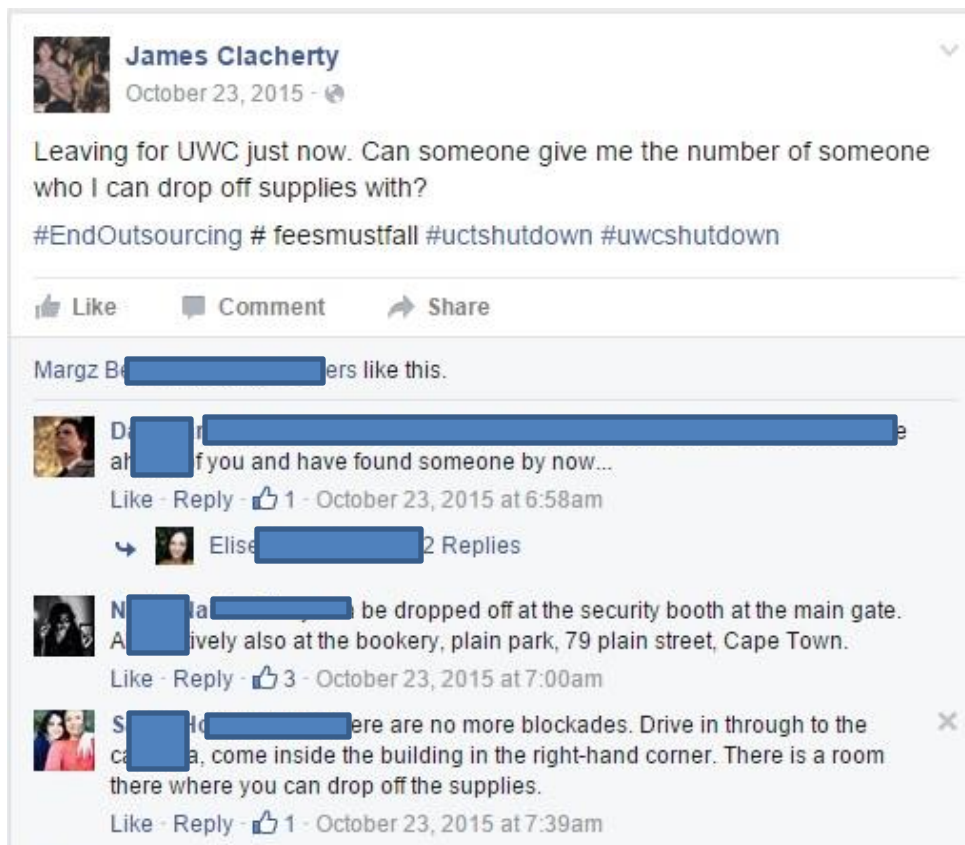 James Clacherty
October 23, 2015 ·
Leaving for UWC just now. Can someone give me the number of someone
who I can drop off supplies with?
#EndOutsourcing # feesmustfall #uctshutdown #uwcshutdown
Like Comment Share
Margz like this.
of you and have found someone by now...
Like · Reply · 1 · October 23, 2015 at 6:58am
Elise 2 Replies
be dropped off at the security booth at the main gate.
also at the bookery, plain park, 79 plain street, Cape Town.
Like · Reply · 3 · October 23, 2015 at 7:00am
are no more blockades. Drive in through to the
come inside the building in the right-hand corner. There is a room
there where you can drop off the supplies.
Like · Reply · 1 · October 23, 2015 at 7:39am